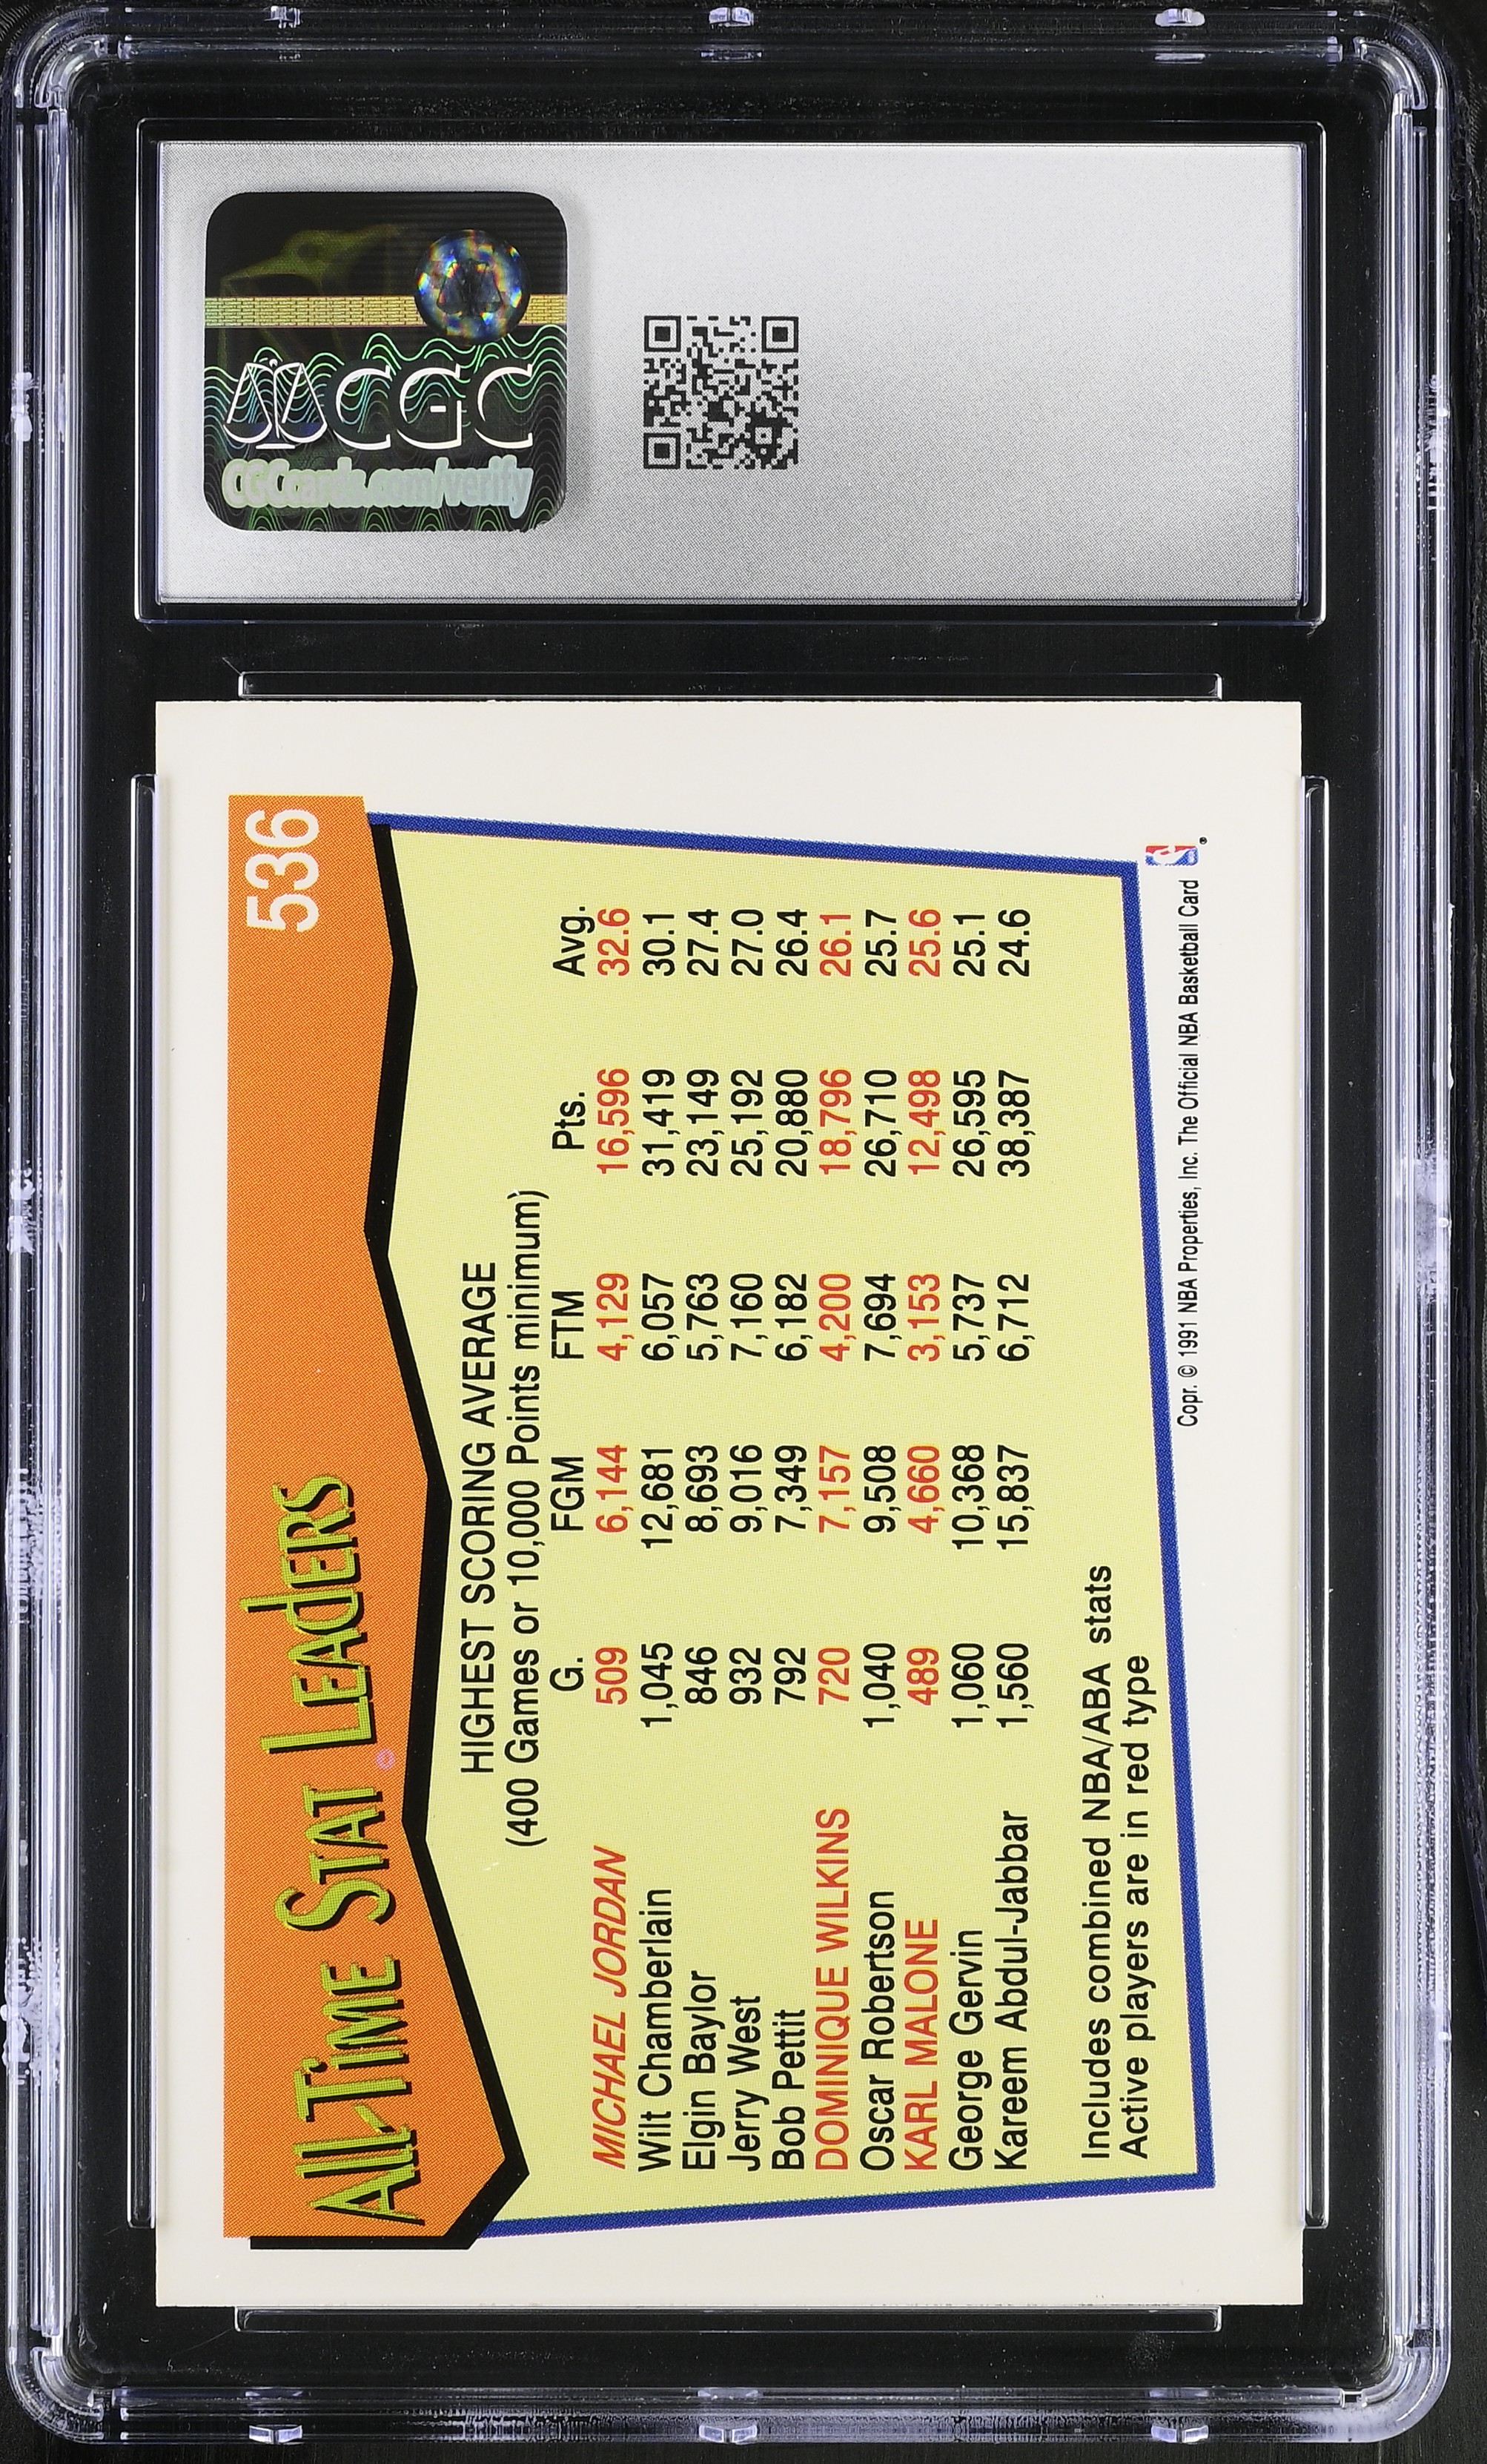 CGC
CGCcards.com/verify
536
All-Time Stat Leaders
HIGHEST SCORING AVERAGE
(400 Games or 10,000 Points minimum)
G. FGM FTM Pts. Avg.
MICHAEL JORDAN 509 6,144 4,129 16,596 32.6
Wilt Chamberlain 1,045 12,681 6,057 31,419 30.1
Elgin Baylor 846 8,693 5,763 23,149 27.4
Jerry West 932 9,016 7,160 25,192 27.0
Bob Pettit 792 7,349 6,182 20,880 26.4
DOMINIQUE WILKINS 720 7,157 4,200 18,796 26.1
Oscar Robertson 1,040 9,508 7,694 26,710 25.7
KARL MALONE 489 4,660 3,153 12,498 25.6
George Gervin 1,060 10,368 5,737 26,595 25.1
Kareem Abdul-Jabbar 1,560 15,837 6,712 38,387 24.6
Includes combined NBA/ABA stats
Active players are in red type
Copr. © 1991 NBA Properties, Inc. The Official NBA Basketball Card